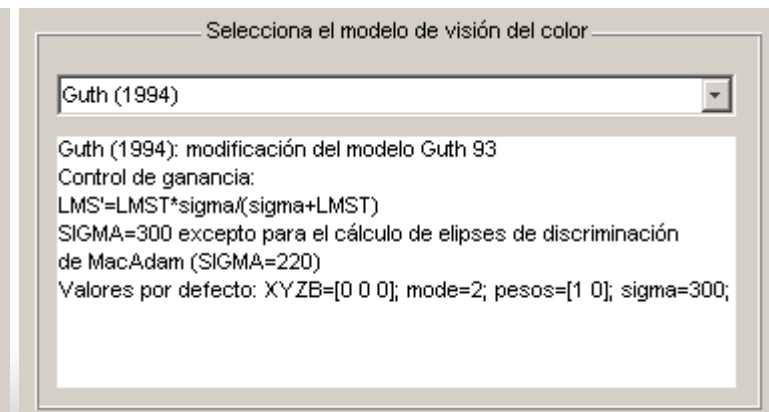 Selecciona el modelo de visión del color
Guth (1994)
Guth (1994): modificación del modelo Guth 93
Control de ganancia:
LMS'=LMST*sigma/(sigma+LMST)
SIGMA=300 excepto para el cálculo de elipses de discriminación
de MacAdam (SIGMA=220)
Valores por defecto: XYZB=[0 0 0]; mode=2; pesos=[1 0]; sigma=300;